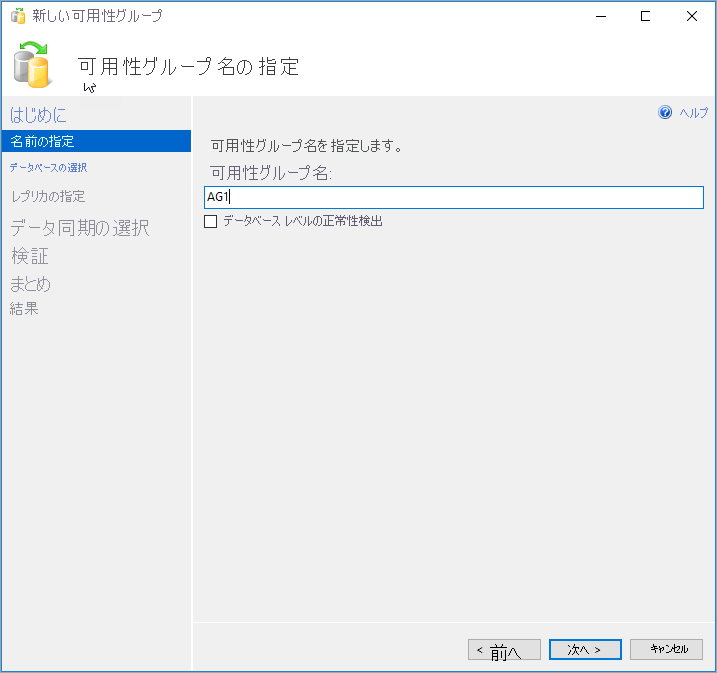 新しい可用性グループ
可用性グループ名の指定
ヘルプ
はじめに
名前の指定
データベースの選択
レプリカの指定
データ同期の選択
検証
まとめ
結果
可用性グループ名を指定します。
可用性グループ名:
AG1
データベース レベルの正常性検出
< 前へ
次へ >
キャンセル